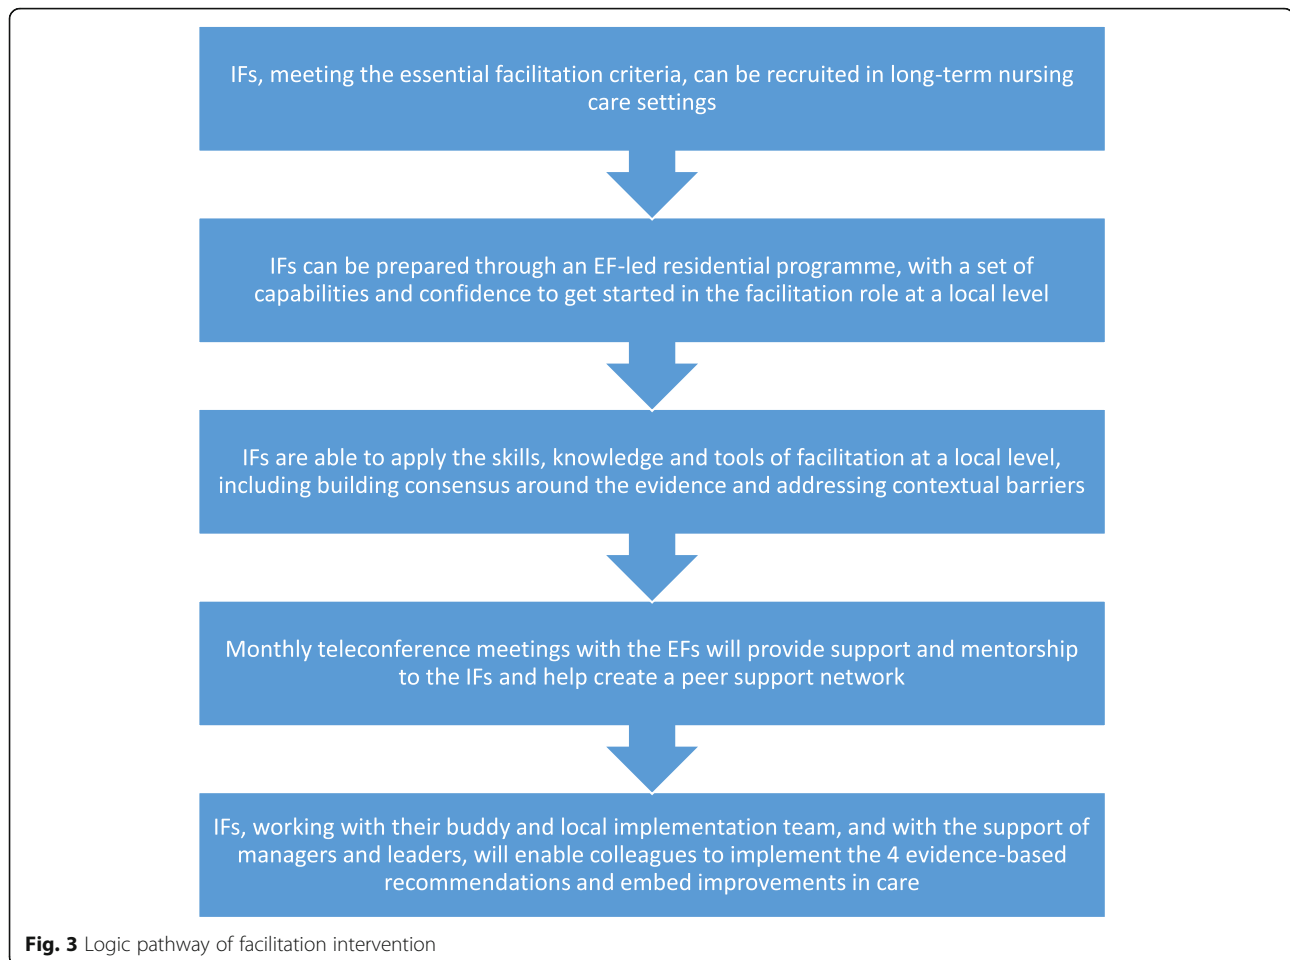 IFs, meeting the essential facilitation criteria, can be recruited in long-term nursing
care settings
IFs can be prepared through an EF-led residential programme, with a set of
capabilities and confidence to get started in the facilitation role at a local level
IFs are able to apply the skills, knowledge and tools of facilitation at a local level,
including building consensus around the evidence and addressing contextual barriers
Monthly teleconference meetings with the EFs will provide support and mentorship
to the IFs and help create a peer support network
IFs, working with their buddy and local implementation team, and with the support of
managers and leaders, will enable colleagues to implement the 4 evidence-based
recommendations and embed improvements in care
Fig. 3 Logic pathway of facilitation intervention